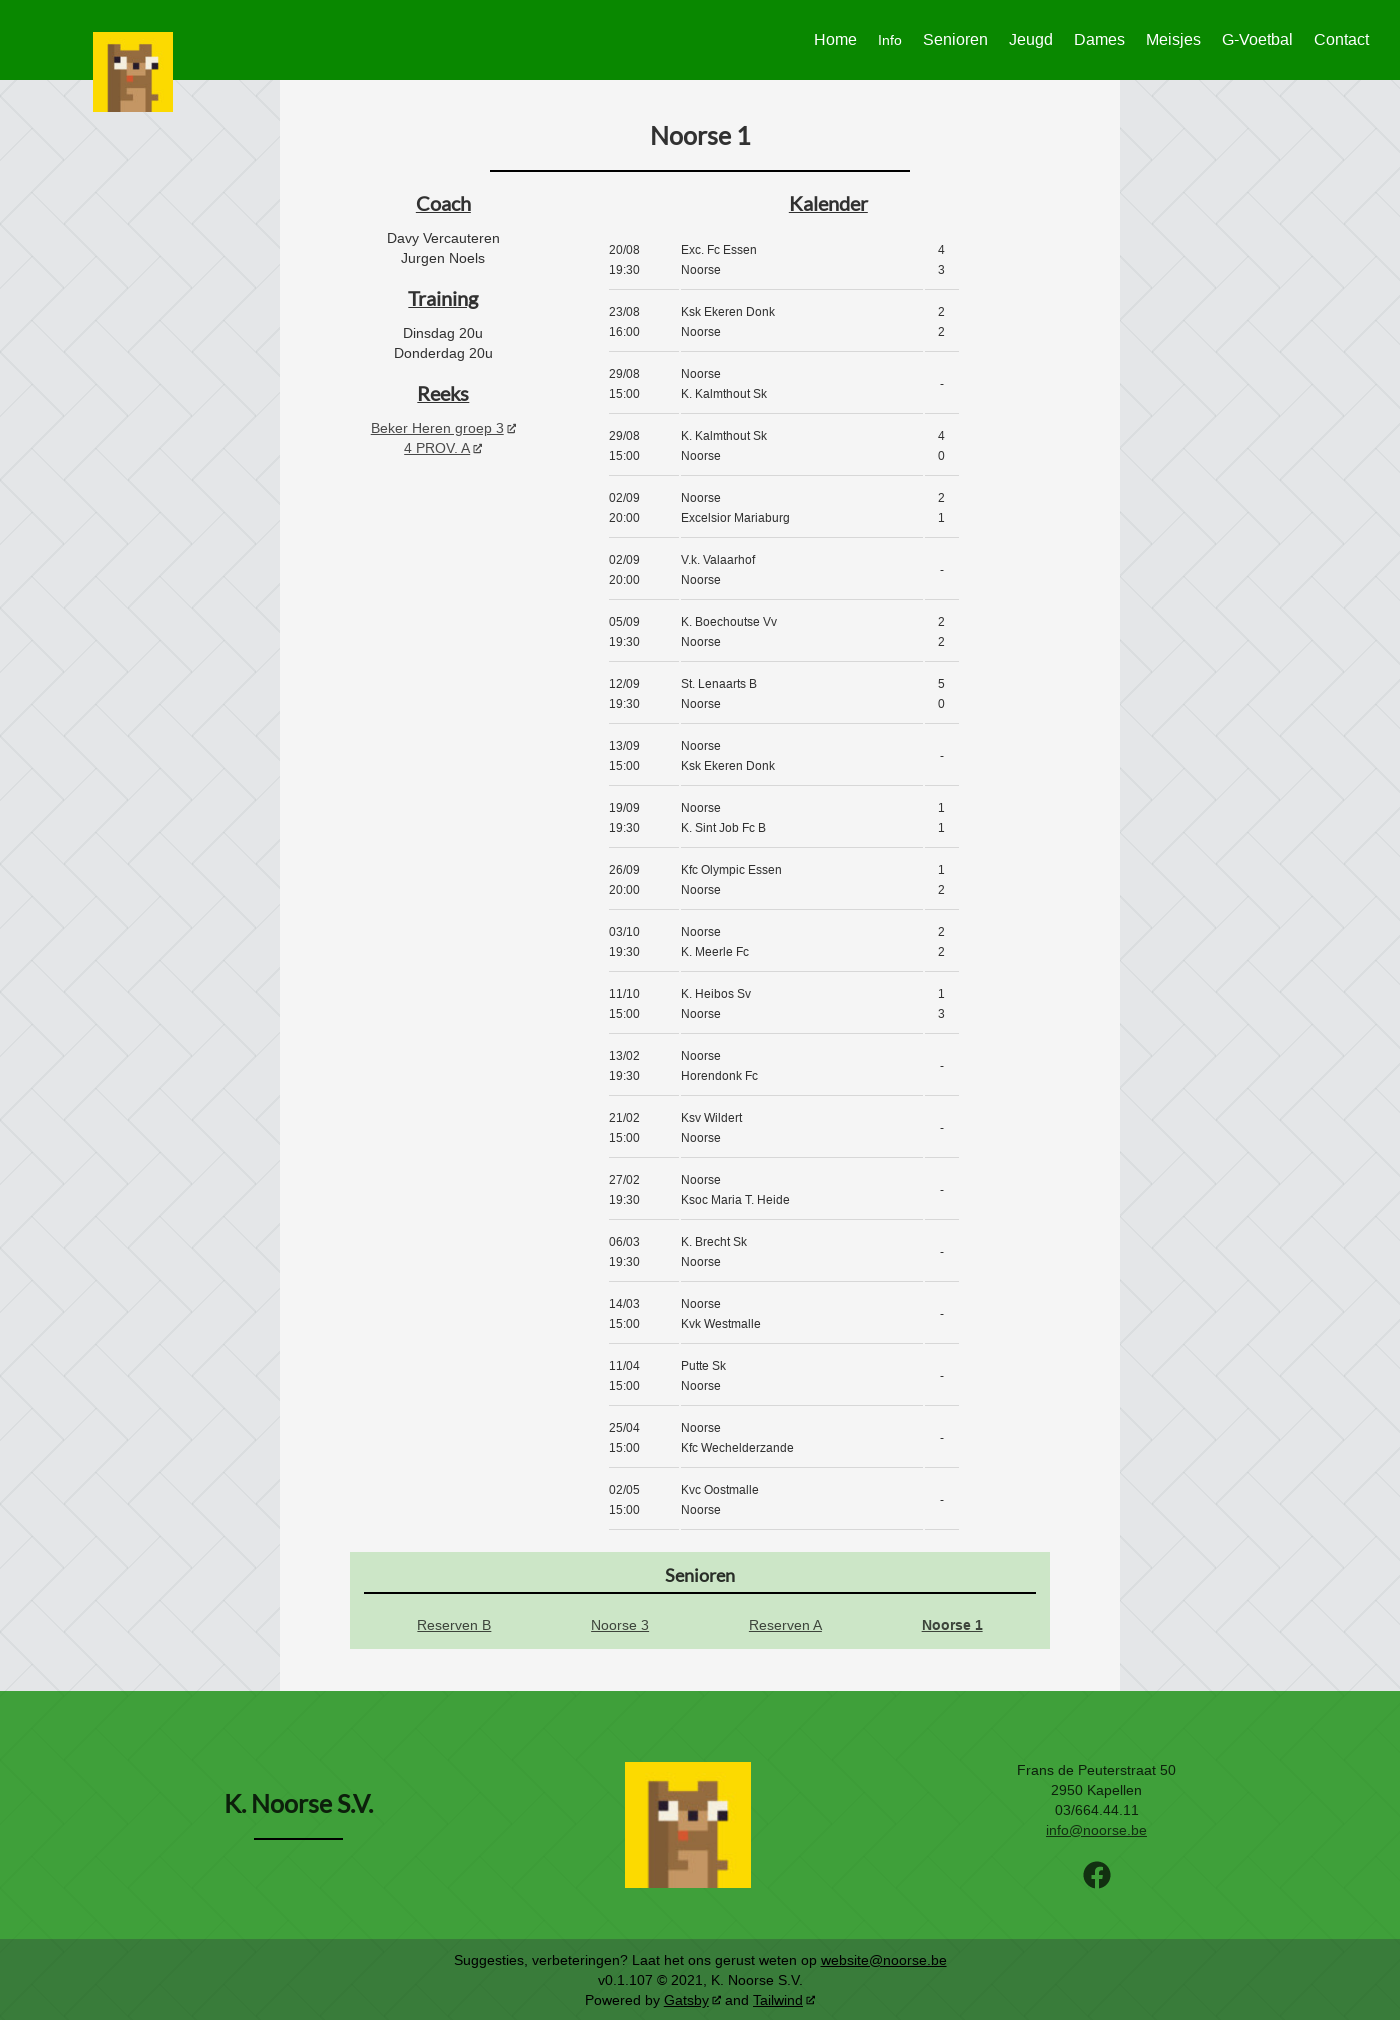 Home Info Senioren Jeugd Dames Meisjes G-Voetbal Contact
Noorse 1
Coach
Davy Vercauteren
Jurgen Noels
Training
Dinsdag 20u
Donderdag 20u
Reeks
Beker Heren groep 3
4 PROV. A
Kalender
20/08 Exc. Fc Essen 4
19:30 Noorse 3
23/08 Ksk Ekeren Donk 2
16:00 Noorse 2
29/08 Noorse -
15:00 K. Kalmthout Sk
29/08 K. Kalmthout Sk 4
15:00 Noorse 0
02/09 Noorse 2
20:00 Excelsior Mariaburg 1
02/09 V.k. Valaarhof -
20:00 Noorse
05/09 K. Boechoutse Vv 2
19:30 Noorse 2
12/09 St. Lenaarts B 5
19:30 Noorse 0
13/09 Noorse -
15:00 Ksk Ekeren Donk
19/09 Noorse 1
19:30 K. Sint Job Fc B 1
26/09 Kfc Olympic Essen 1
20:00 Noorse 2
03/10 Noorse 2
19:30 K. Meerle Fc 2
11/10 K. Heibos Sv 1
15:00 Noorse 3
13/02 Noorse -
19:30 Horendonk Fc
21/02 Ksv Wildert -
15:00 Noorse
27/02 Noorse -
19:30 Ksoc Maria T. Heide
06/03 K. Brecht Sk -
19:30 Noorse
14/03 Noorse -
15:00 Kvk Westmalle
11/04 Putte Sk -
15:00 Noorse
25/04 Noorse -
15:00 Kfc Wechelderzande
02/05 Kvc Oostmalle -
15:00 Noorse
Senioren
Reserven B Noorse 3 Reserven A Noorse 1
K. Noorse S.V.
Frans de Peuterstraat 50
2950 Kapellen
03/664.44.11
info@noorse.be
Suggesties, verbeteringen? Laat het ons gerust weten op website@noorse.be
v0.1.107 © 2021, K. Noorse S.V.
Powered by Gatsby and Tailwind